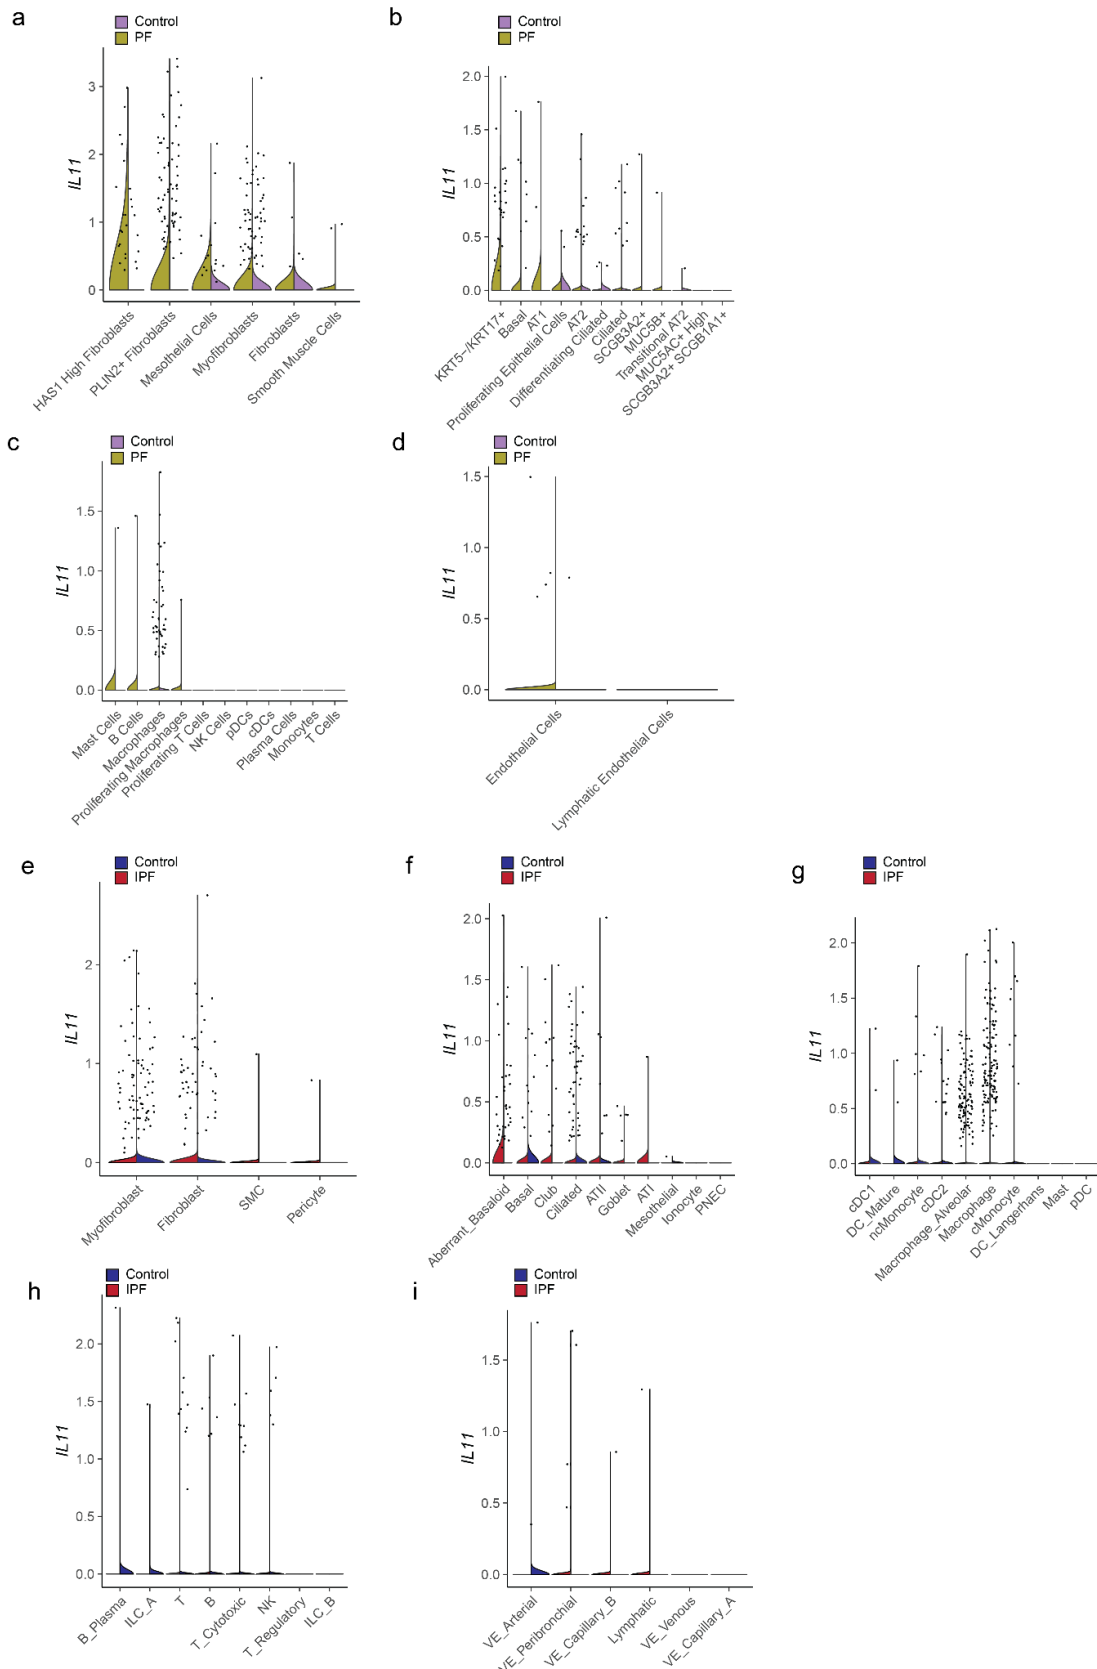 a
Control
PF
IL11
3
2
1
0
HAS1 High Fibroblasts
PLIN2+ Fibroblasts
Mesothelial Cells
Myofibroblasts
Fibroblasts
Smooth Muscle Cells
b
Control
PF
IL11
2.0
1.5
1.0
0.5
0.0
KRT5−/KRT17+
Basal
AT1
Proliferating Epithelial Cells
AT2
Differentiating Ciliated
Ciliated
SCGB3A2+
MUC5B+
Transitional AT2
MUC5AC+ High
SCGB3A2+ SCGB1A1+
c
Control
PF
IL11
1.5
1.0
0.5
0.0
Mast Cells
B Cells
Macrophages
Proliferating Macrophages
Proliferating T Cells
NK Cells
pDCs
cDCs
Plasma Cells
Monocytes
T Cells
d
Control
PF
IL11
1.5
1.0
0.5
0.0
Endothelial Cells
Lymphatic Endothelial Cells
e
Control
IPF
IL11
2
1
0
Myofibroblast
Fibroblast
SMC
Pericyte
f
Control
IPF
IL11
2.0
1.5
1.0
0.5
0.0
Aberrant_Basaloid
Basal
Club
Ciliated
ATII
Goblet
ATI
Mesothelial
Ionocyte
PNEC
g
Control
IPF
IL11
2.0
1.5
1.0
0.5
0.0
cDC1
DC_Mature
ncMonocyte
cDC2
Macrophage_Alveolar
Macrophage
cMonocyte
DC_Langerhans
Mast
pDC
h
Control
IPF
IL11
2.0
1.5
1.0
0.5
0.0
B_Plasma
ILC_A
T
B
T_Cytotoxic
NK
T_Regulatory
ILC_B
i
Control
IPF
IL11
1.5
1.0
0.5
0.0
VE_Arterial
VE_Peribronchial
VE_Capillary_B
Lymphatic
VE_Venous
VE_Capillary_A